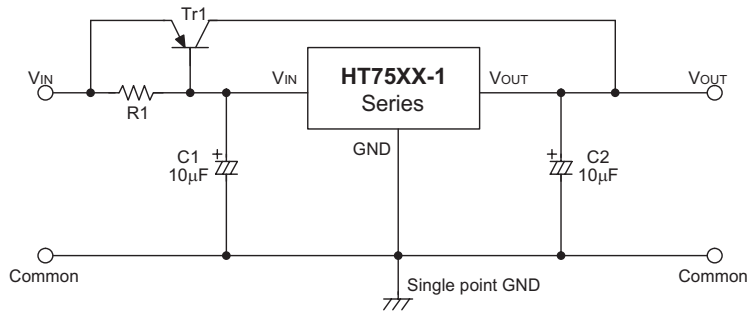 Tr1
VIN
R1
VIN
HT75XX-1
Series
VOUT
VOUT
GND
C1
10μF
C2
10μF
Common
Single point GND
Common